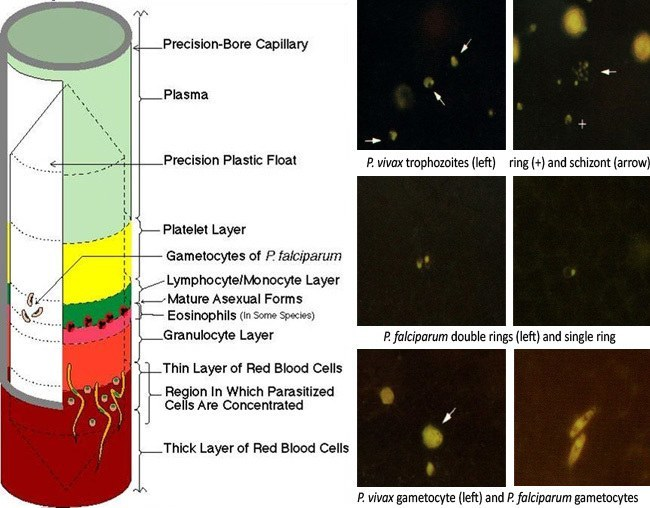 Precision-Bore Capillary
Plasma
Precision Plastic Float
Platelet Layer
Gametocytes of P. falciparum
Lymphocyte/Monocyte Layer
Mature Asexual Forms
Eosinophils (In Some Species)
Granulocyte Layer
Thin Layer of Red Blood Cells
Region In Which Parasitized
Cells Are Concentrated
Thick Layer of Red Blood Cells
+
P. vivax trophozoites (left) ring (+) and schizont (arrow)
P. falciparum double rings (left) and single ring
P. vivax gametocyte (left) and P. falciparum gametocytes